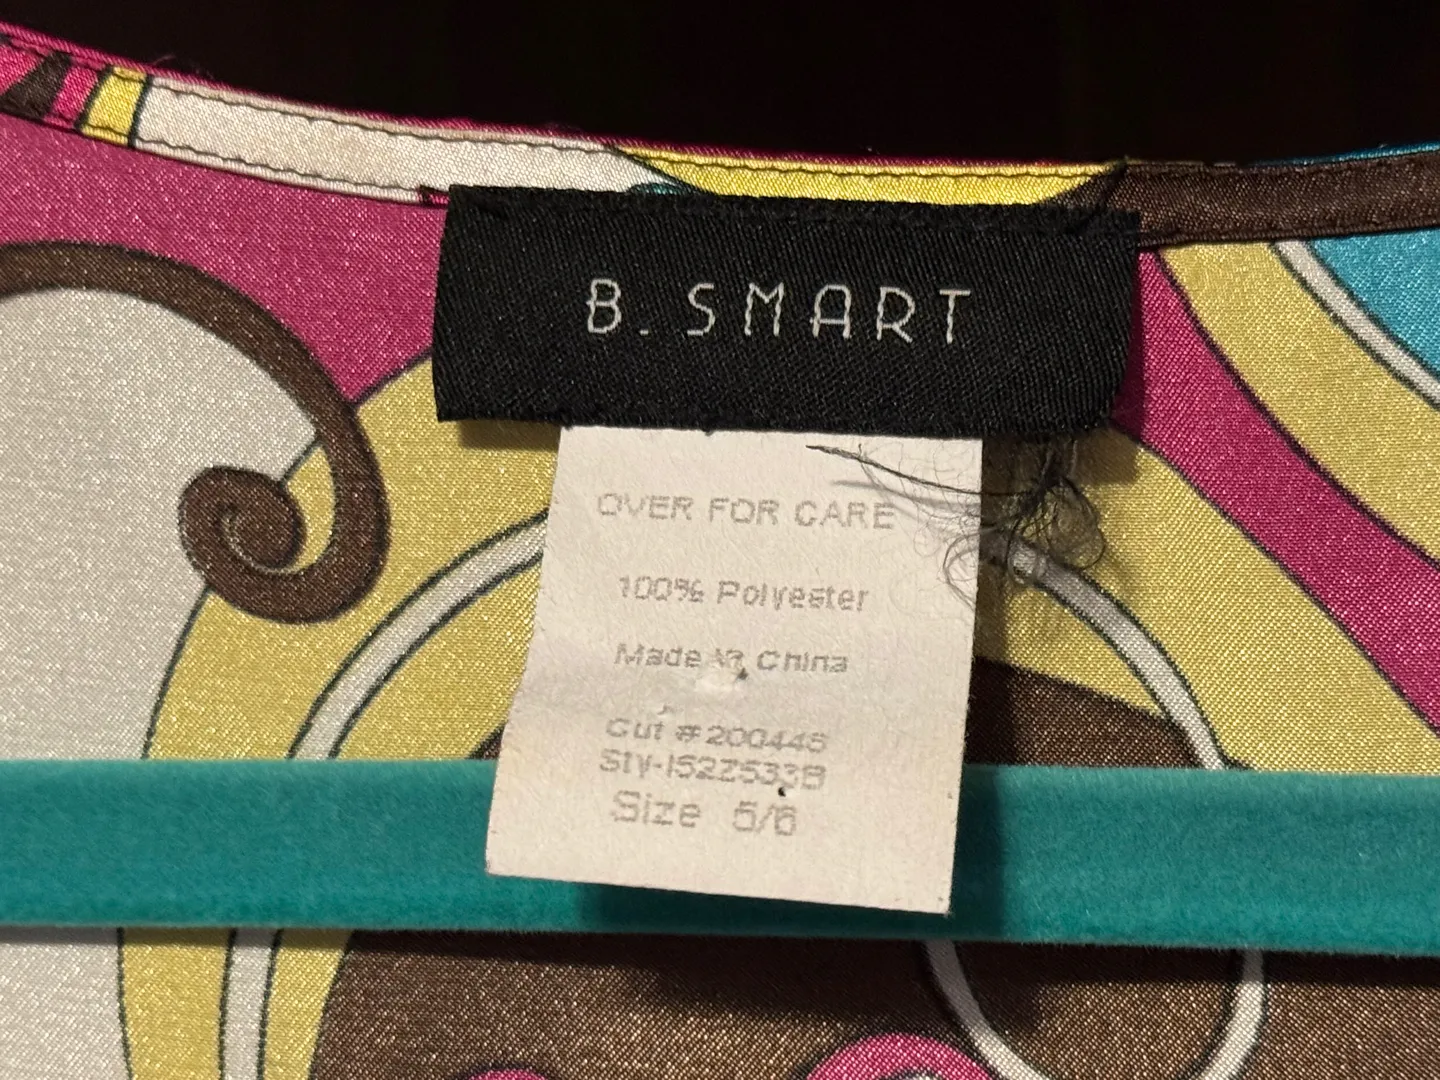 B. SMART
OVER FOR CARE
100% Polyester
Made in China
Cut # 200446
Sty-I52Z533B
Size 5/6